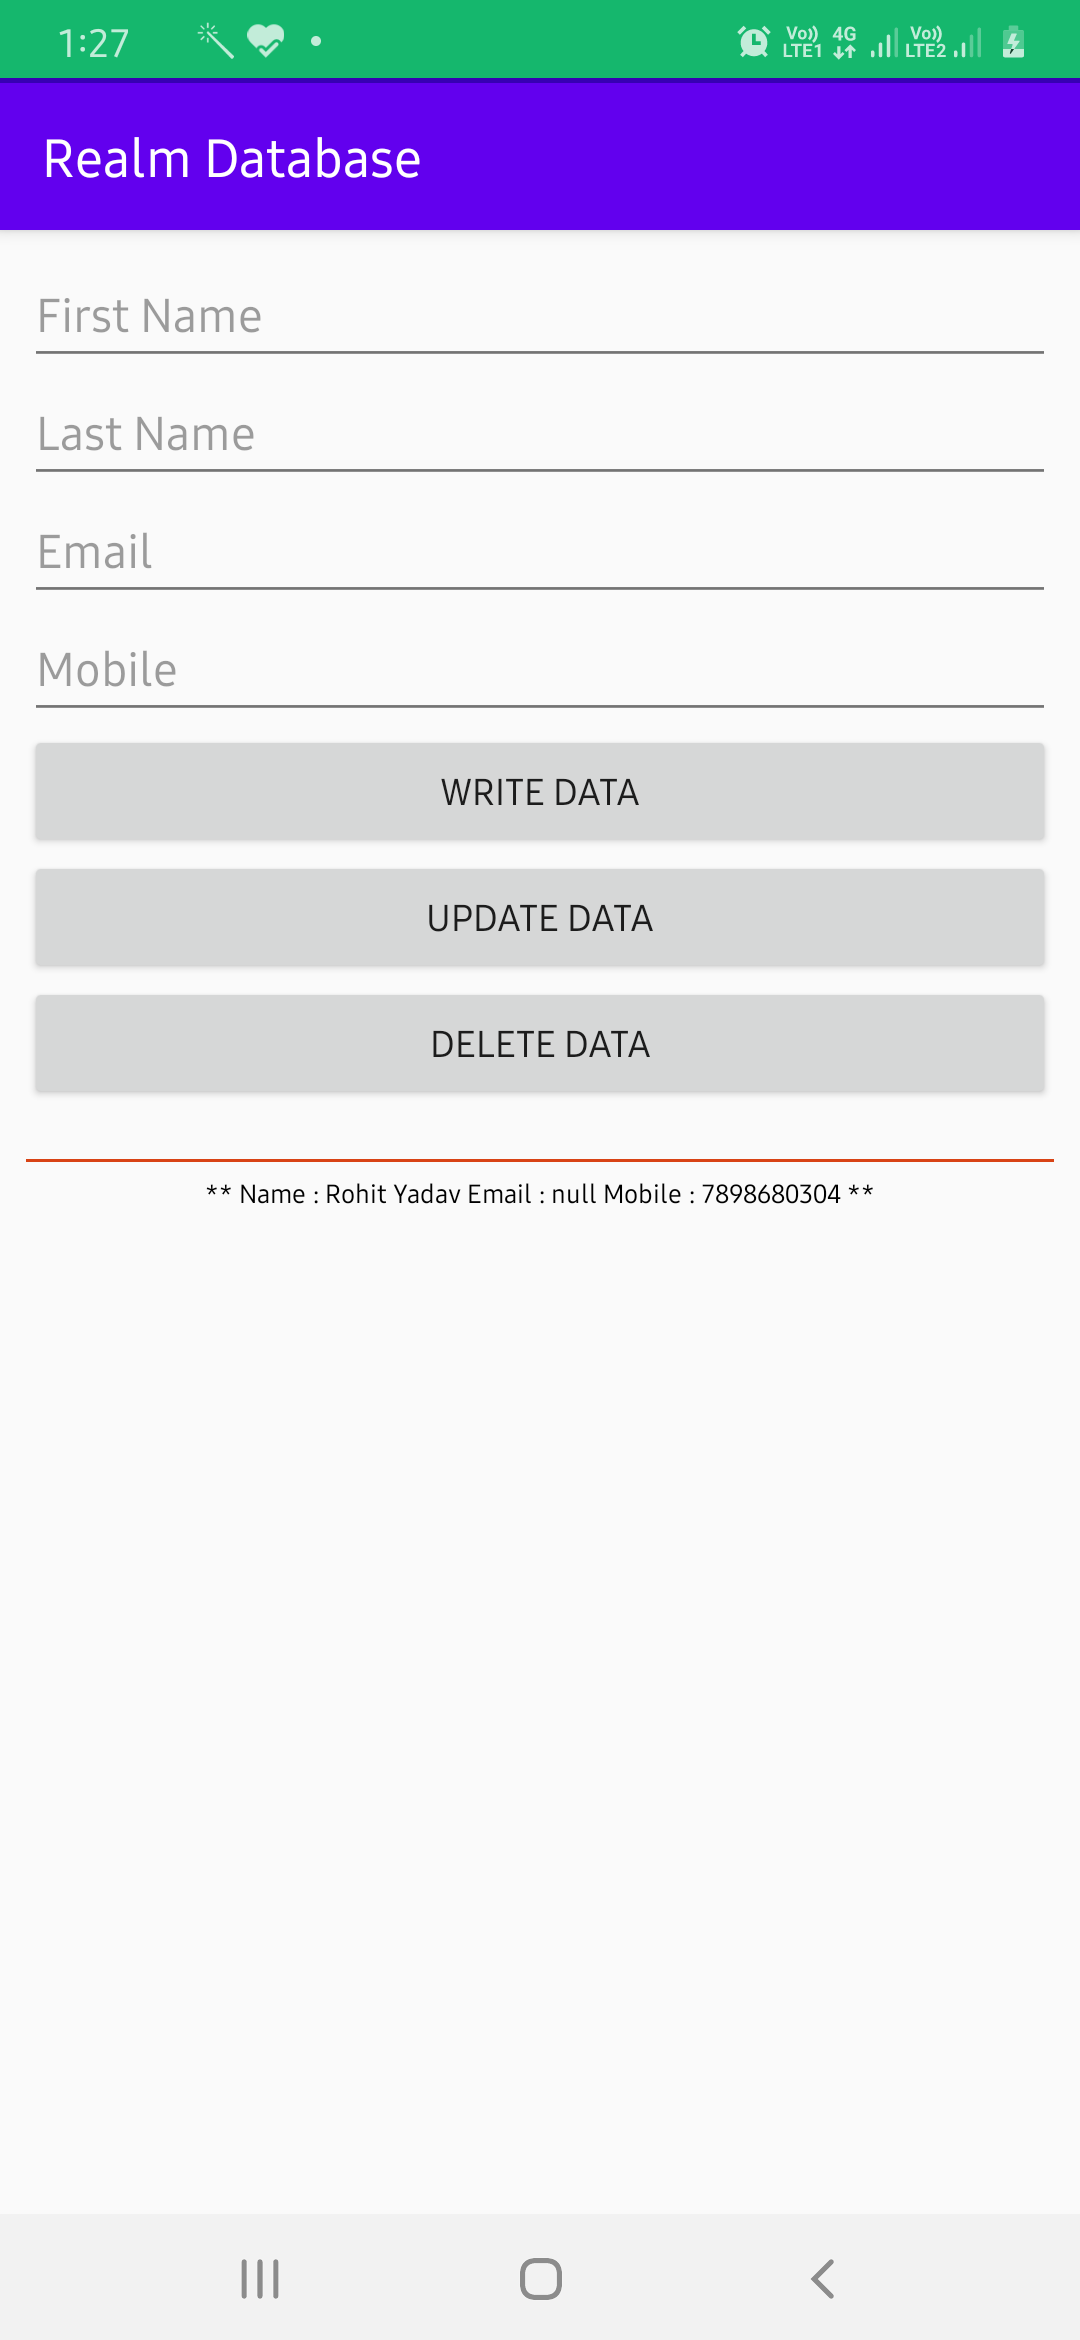 1:27 Vo)) LTE1 4G Vo)) LTE2
Realm Database
First Name
Last Name
Email
Mobile
WRITE DATA
UPDATE DATA
DELETE DATA
** Name : Rohit Yadav Email : null Mobile : 7898680304 **